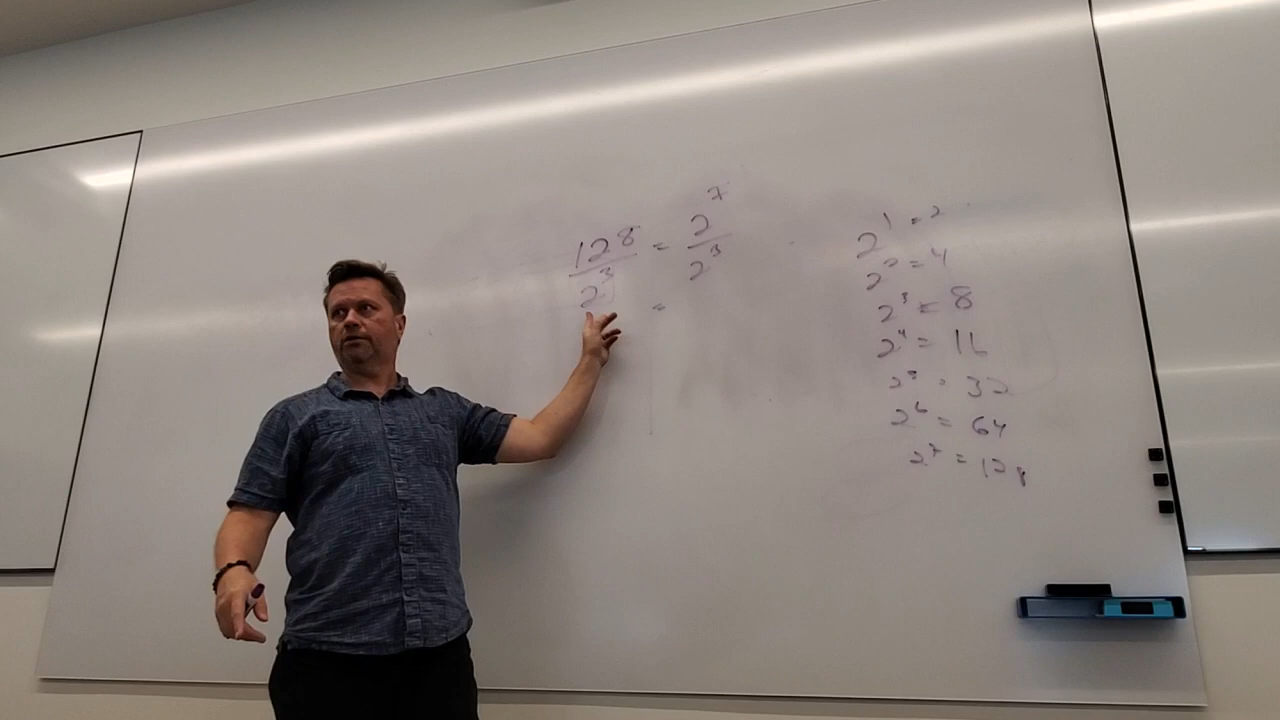 128/2³ = 2⁷/2³
=
2¹ = 2
2² = 4
2³ = 8
2⁴ = 16
2⁵ = 32
2⁶ = 64
2⁷ = 128